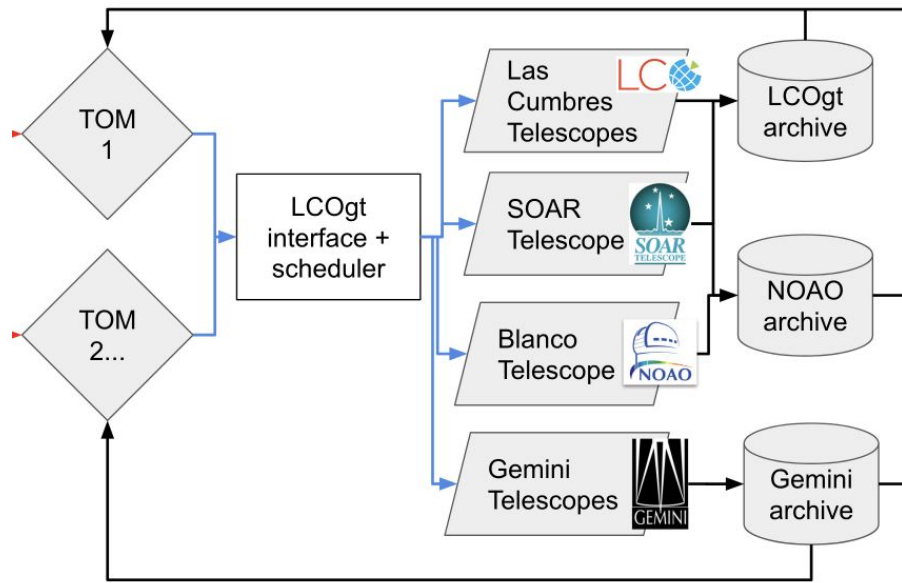 TOM
1
LCOgt
interface +
scheduler
TOM
2...
Las
Cumbres
Telescopes
LCO
SOAR
Telescope
SOAR
TELESCOPE
Blanco
Telescope
NOAO
Gemini
Telescopes
GEMINI
LCOgt
archive
NOAO
archive
Gemini
archive